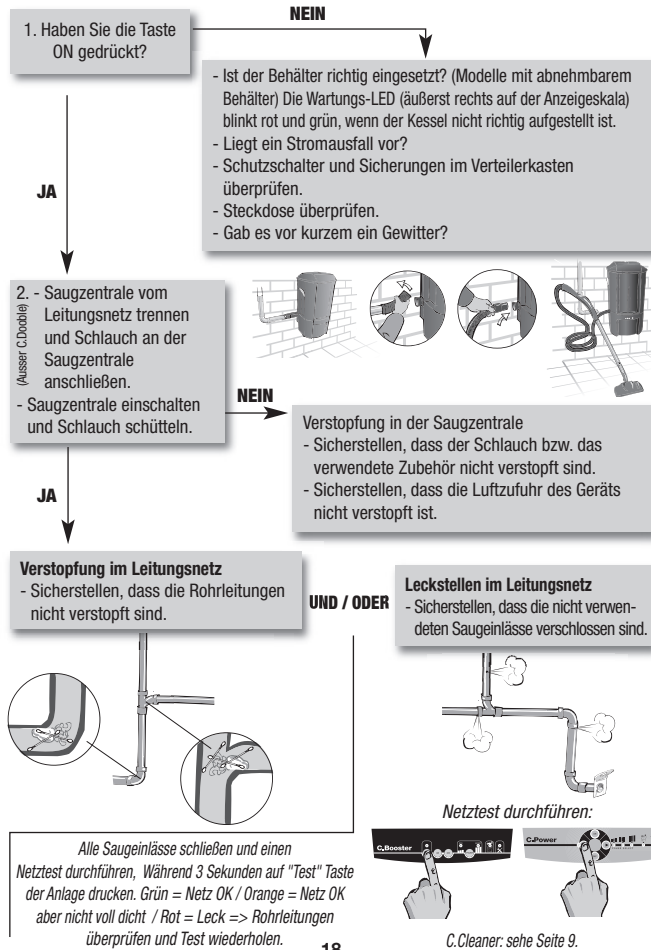 1. Haben Sie die Taste
ON gedrückt?
NEIN
- Ist der Behälter richtig eingesetzt? (Modelle mit abnehmbarem
Behälter) Die Wartungs-LED (äußerst rechts auf der Anzeigeskala)
blinkt rot und grün, wenn der Kessel nicht richtig aufgestellt ist.
- Liegt ein Stromausfall vor?
- Schutzschalter und Sicherungen im Verteilerkasten
überprüfen.
- Steckdose überprüfen.
- Gab es vor kurzem ein Gewitter?
JA
(Ausser C.Dooble)
2. - Saugzentrale vom
Leitungsnetz trennen
und Schlauch an der
Saugzentrale
anschließen.
- Saugzentrale einschalten
und Schlauch schütteln.
NEIN
Verstopfung in der Saugzentrale
- Sicherstellen, dass der Schlauch bzw. das
verwendete Zubehör nicht verstopft sind.
- Sicherstellen, dass die Luftzufuhr des Geräts
nicht verstopft ist.
JA
Verstopfung im Leitungsnetz
- Sicherstellen, dass die Rohrleitungen
nicht verstopft sind.
UND / ODER
Leckstellen im Leitungsnetz
- Sicherstellen, dass die nicht verwen-
deten Saugeinlässe verschlossen sind.
Netztest durchführen:
C.Booster
C.Power
Alle Saugeinlässe schließen und einen
Netztest durchführen, Während 3 Sekunden auf "Test" Taste
der Anlage drucken. Grün = Netz OK / Orange = Netz OK
aber nicht voll dicht / Rot = Leck => Rohrleitungen
überprüfen und Test wiederholen.
C.Cleaner: sehe Seite 9.
18